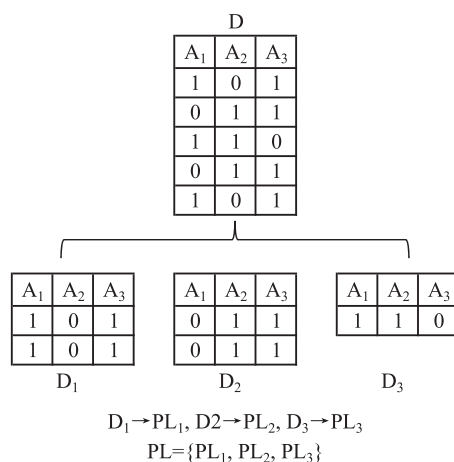 D
A₁ A₂ A₃
1 0 1
0 1 1
1 1 0
0 1 1
1 0 1
A₁ A₂ A₃
1 0 1
1 0 1
D₁
A₁ A₂ A₃
0 1 1
0 1 1
D₂
A₁ A₂ A₃
1 1 0
D₃
D₁→PL₁, D2→PL₂, D₃→PL₃
PL={PL₁, PL₂, PL₃}